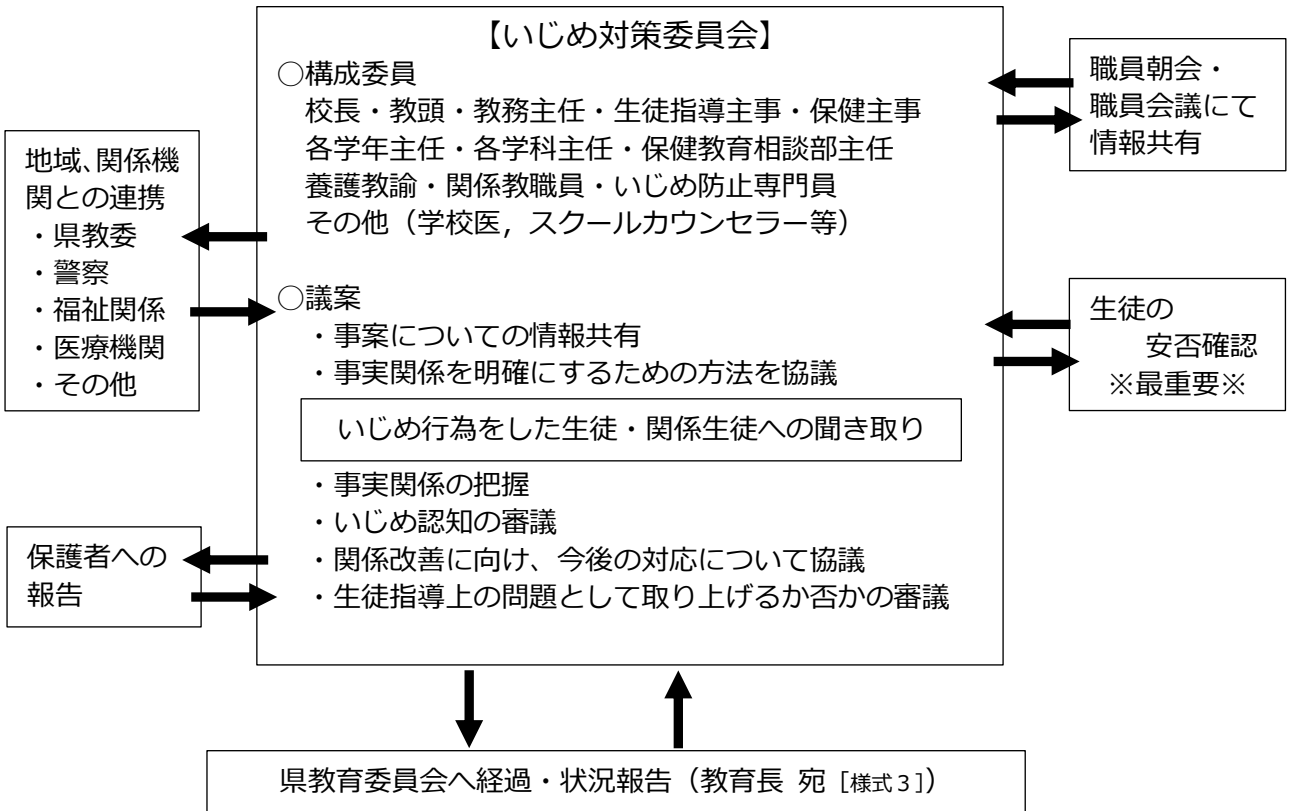 【いじめ対策委員会】
○構成委員
校長・教頭・教務主任・生徒指導主事・保健主事
各学年主任・各学科主任・保健教育相談部主任
養護教諭・関係教職員・いじめ防止専門員
その他（学校医，スクールカウンセラー等）
○議案
・事案についての情報共有
・事実関係を明確にするための方法を協議
いじめ行為をした生徒・関係生徒への聞き取り
・事実関係の把握
・いじめ認知の審議
・関係改善に向け、今後の対応について協議
・生徒指導上の問題として取り上げるか否かの審議
地域、関係機
関との連携
・県教委
・警察
・福祉関係
・医療機関
・その他
保護者への
報告
職員朝会・
職員会議にて
情報共有
生徒の
安否確認
※最重要※
県教育委員会へ経過・状況報告（教育長 宛［様式３］）